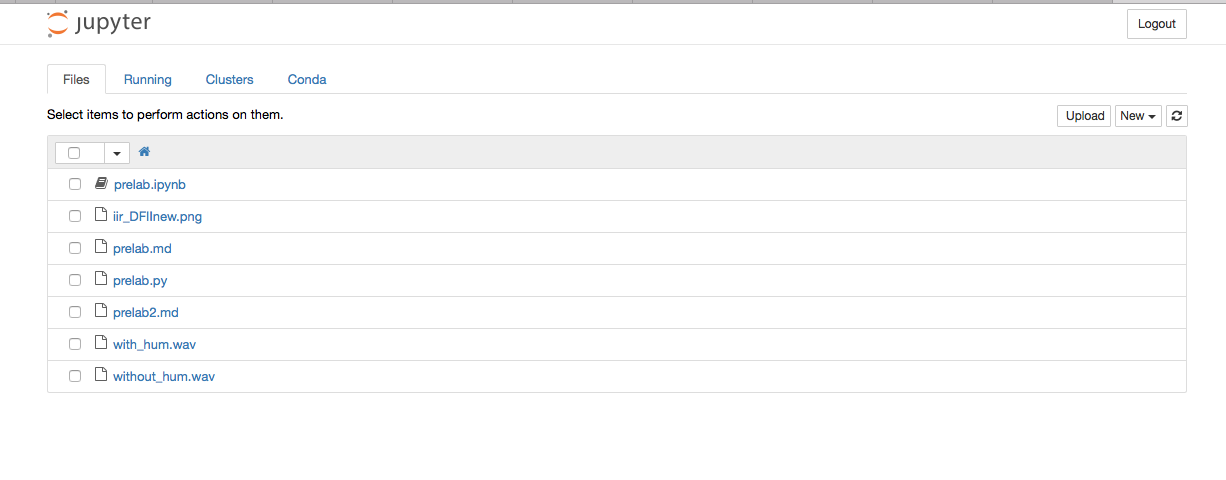 jupyter
Logout
Files Running Clusters Conda
Select items to perform actions on them.
Upload New
prelab.ipynb
iir_DFIInew.png
prelab.md
prelab.py
prelab2.md
with_hum.wav
without_hum.wav